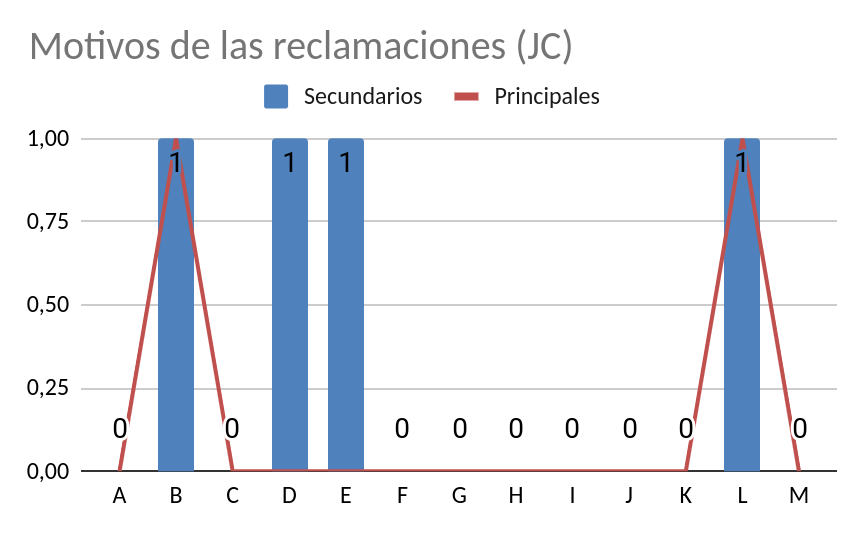 Motivos de las reclamaciones (JC)
Secundarios Principales
1,00
1 1 1 1
0,75
0,50
0,25
0 0 0 0 0 0 0 0 0
0,00
A B C D E F G H I J K L M